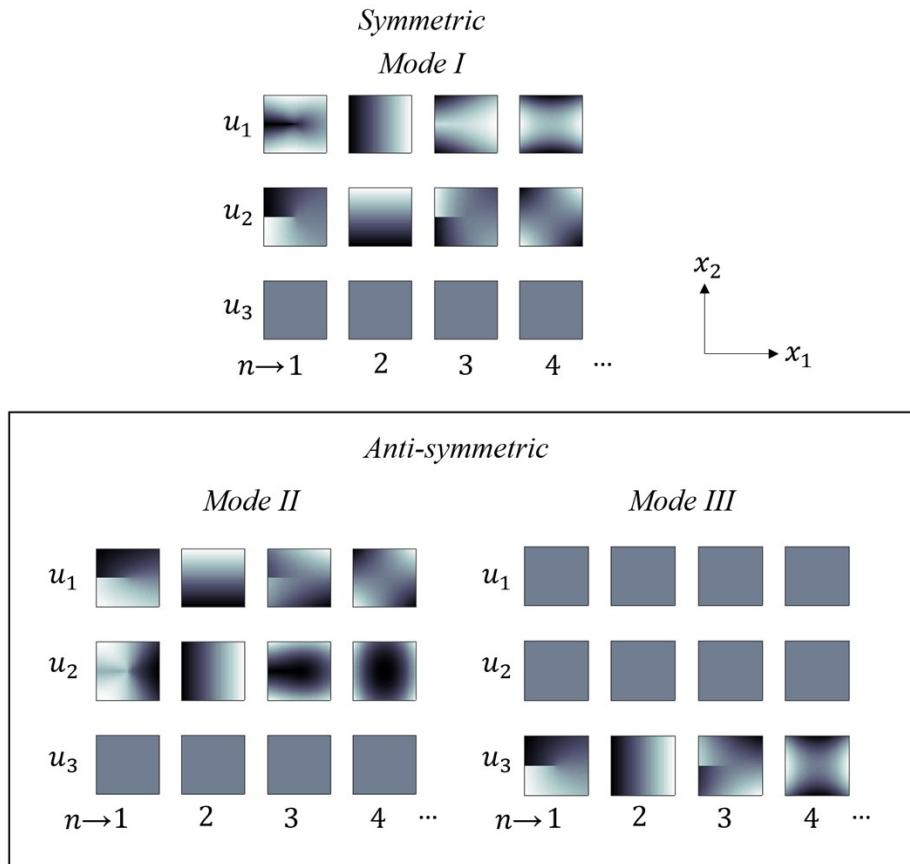 Symmetric
Mode I
u₁
u₂
u₃
n→1 2 3 4 ...
x₂
x₁
Anti-symmetric
Mode II
u₁
u₂
u₃
n→1 2 3 4 ...
Mode III
u₁
u₂
u₃
n→1 2 3 4 ...